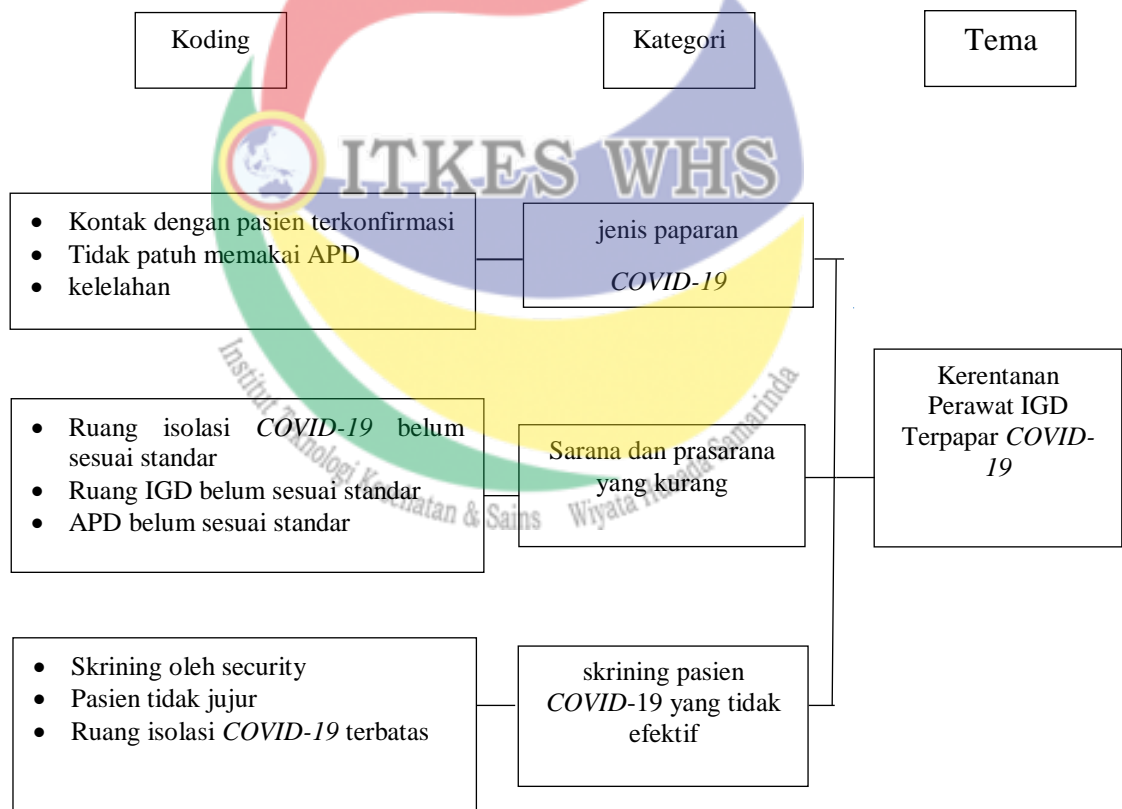 Koding
Kategori
Tema
ITKES WHS
Institut Teknologi Kesehatan & Sains Wiyata Husada Samarinda
• Kontak dengan pasien terkonfirmasi
• Tidak patuh memakai APD
• kelelahan
jenis paparan
COVID-19
• Ruang isolasi COVID-19 belum
sesuai standar
• Ruang IGD belum sesuai standar
• APD belum sesuai standar
Sarana dan prasarana
yang kurang
Kerentanan
Perawat IGD
Terpapar COVID-
19
• Skrining oleh security
• Pasien tidak jujur
• Ruang isolasi COVID-19 terbatas
skrining pasien
COVID-19 yang tidak
efektif